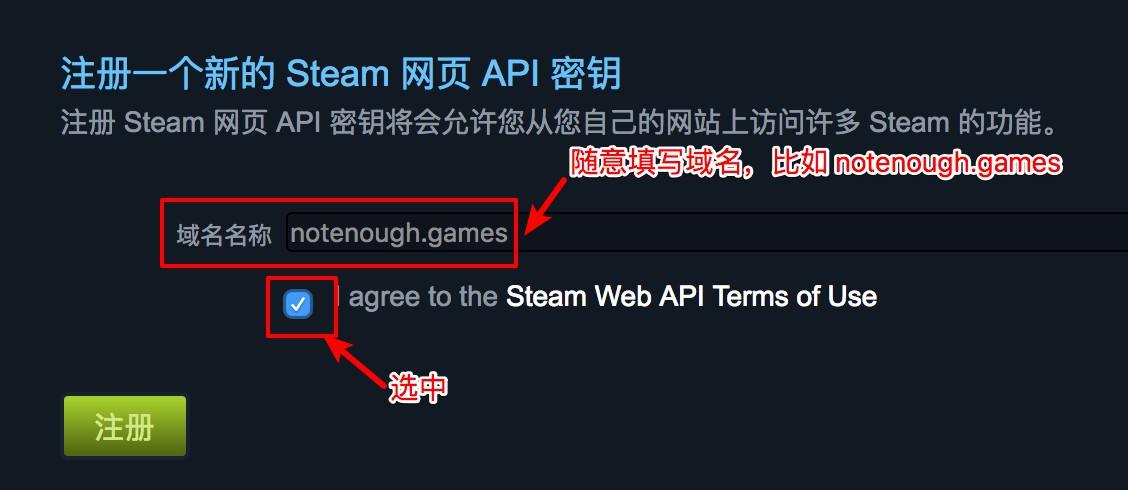 注册一个新的 Steam 网页 API 密钥
注册 Steam 网页 API 密钥将会允许您从您自己的网站上访问许多 Steam 的功能。
随意填写域名，比如 notenough.games
域名名称 notenough.games
I agree to the Steam Web API Terms of Use
选中
注册